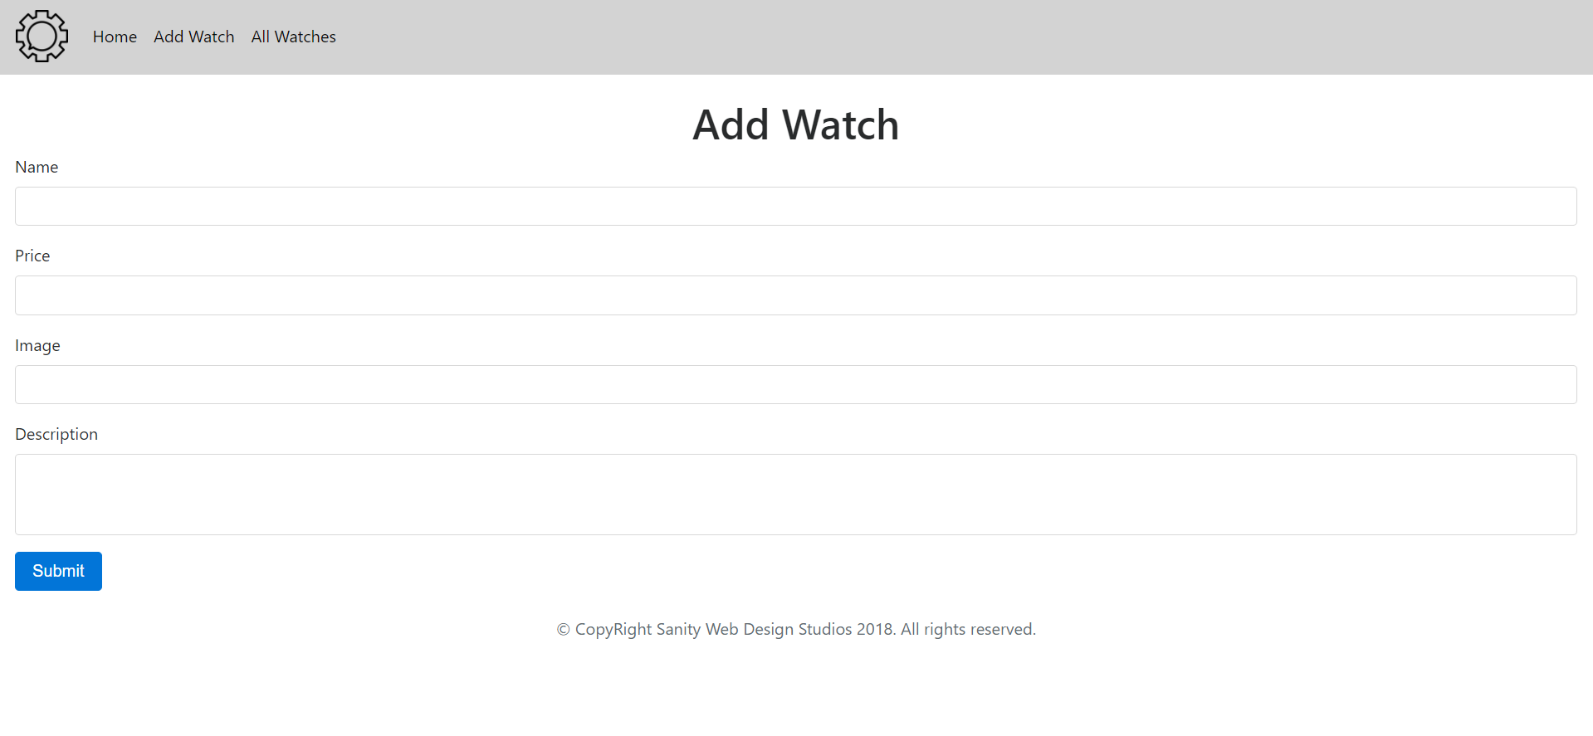 Home Add Watch All Watches
Add Watch
Name
Price
Image
Description
Submit
© CopyRight Sanity Web Design Studios 2018. All rights reserved.